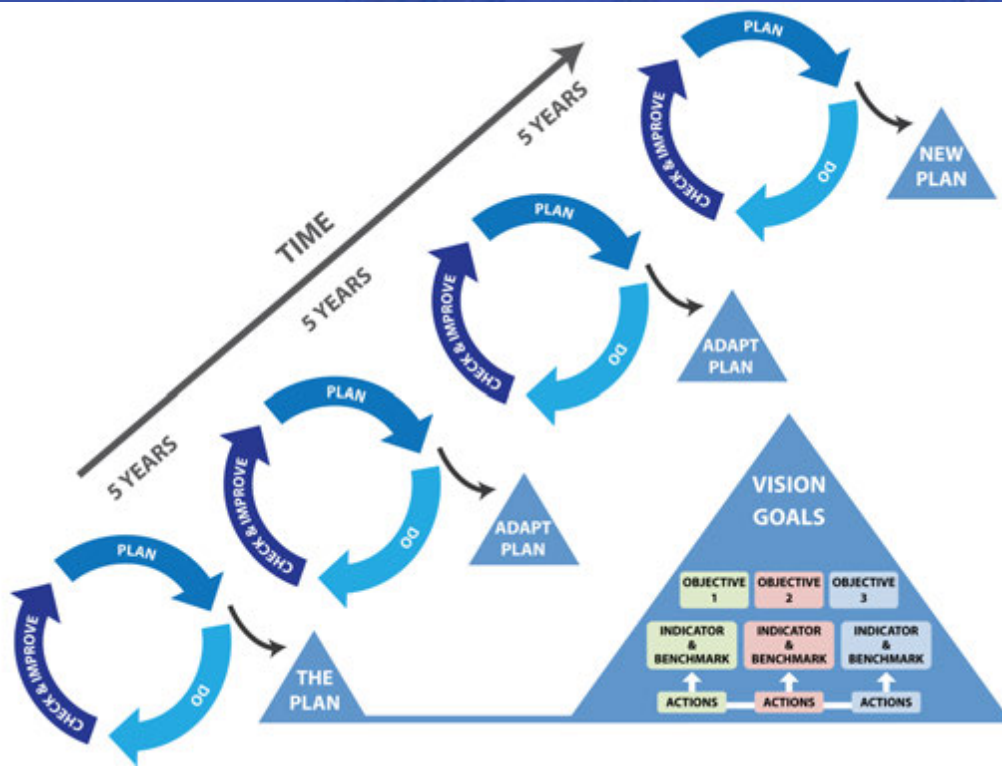 PLAN
DO
CHECK & IMPROVE
NEW
PLAN
5 YEARS
TIME
5 YEARS
5 YEARS
PLAN
DO
CHECK & IMPROVE
ADAPT
PLAN
PLAN
DO
CHECK & IMPROVE
ADAPT
PLAN
PLAN
DO
CHECK & IMPROVE
THE
PLAN
VISION
GOALS
OBJECTIVE
1
OBJECTIVE
2
OBJECTIVE
3
INDICATOR
&
BENCHMARK
INDICATOR
&
BENCHMARK
INDICATOR
&
BENCHMARK
ACTIONS
ACTIONS
ACTIONS